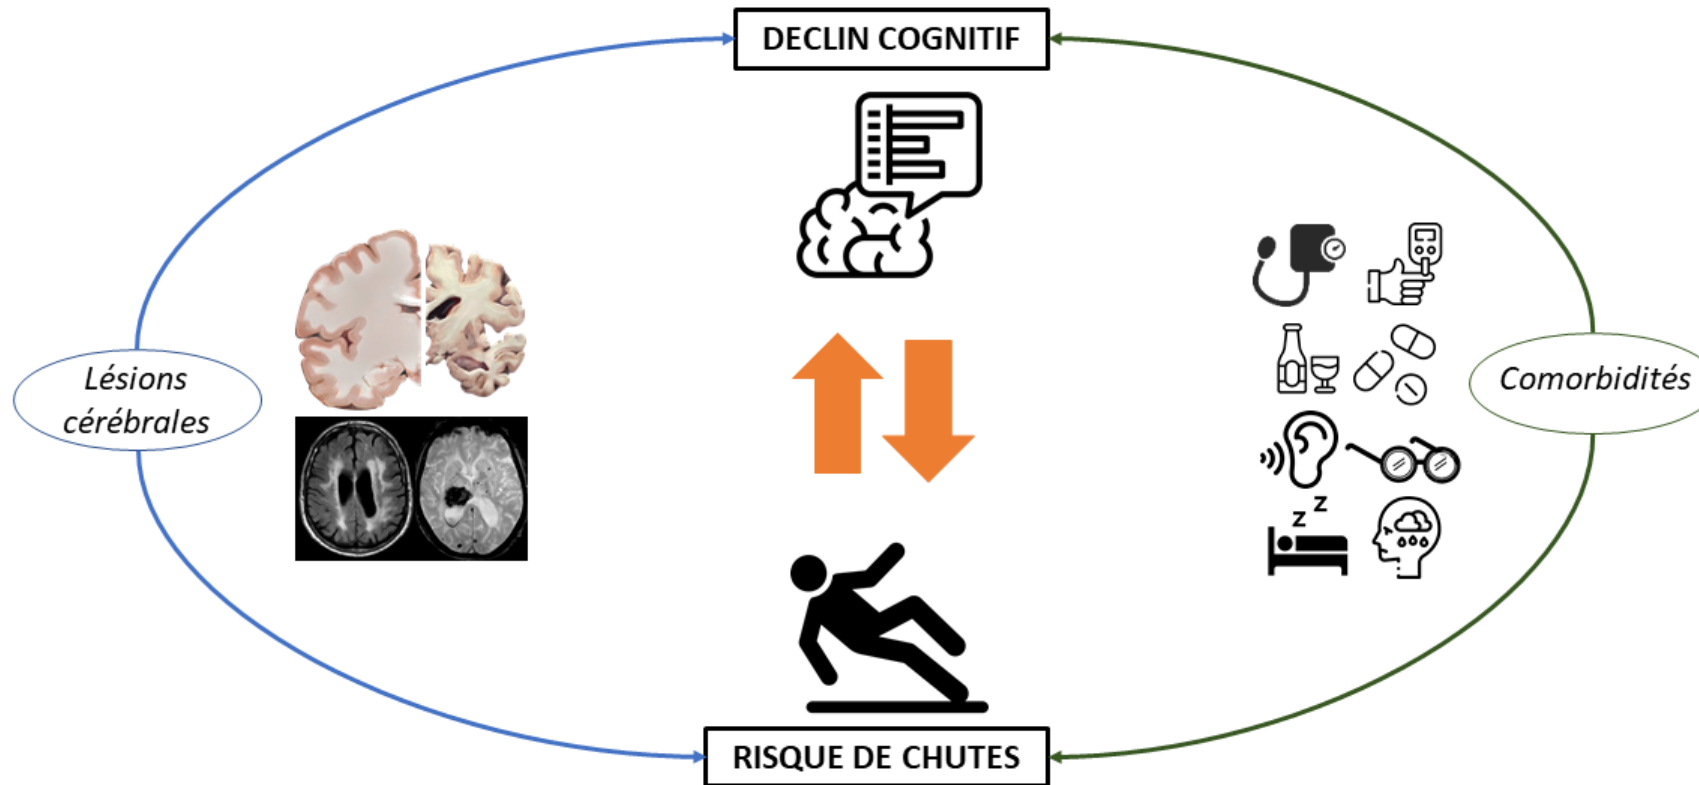 DECLIN COGNITIF
Lésions
cérébrales
Comorbidités
z z
RISQUE DE CHUTES